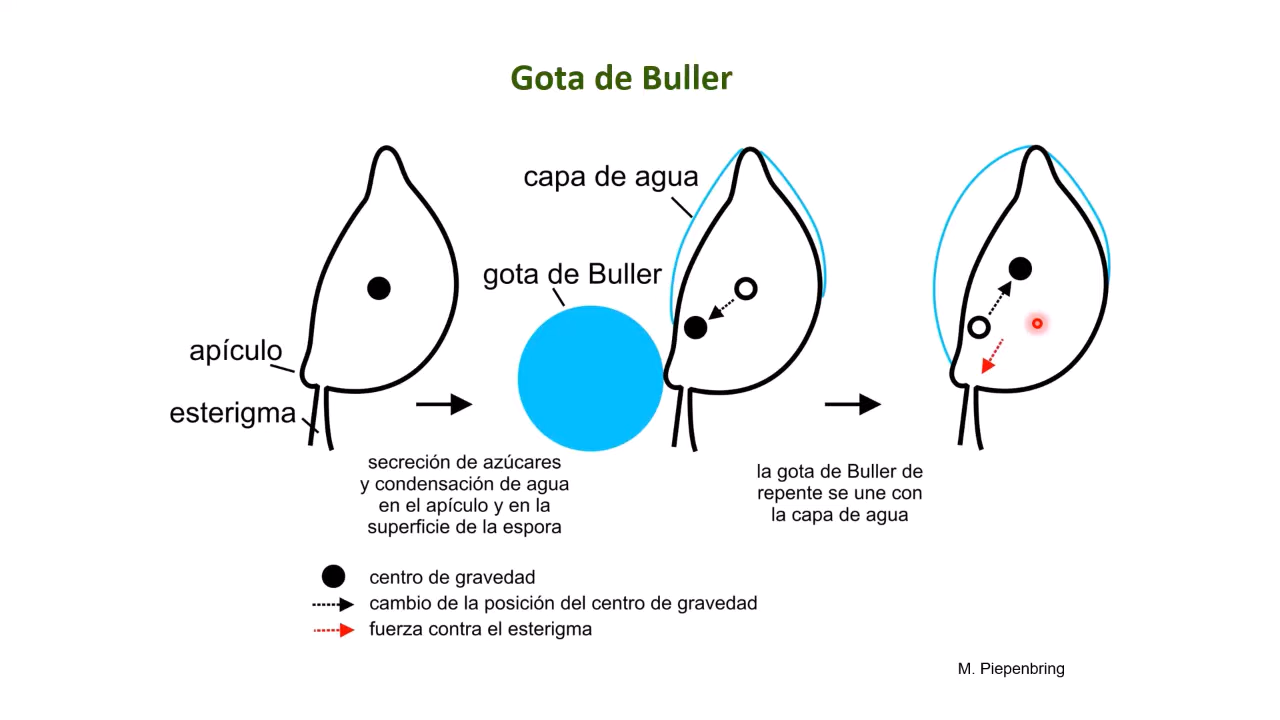 Gota de Buller
capa de agua
gota de Buller
apículo
esterigma
secreción de azúcares
y condensación de agua
en el apículo y en la
superficie de la espora
la gota de Buller de
repente se une con
la capa de agua
centro de gravedad
cambio de la posición del centro de gravedad
fuerza contra el esterigma
M. Piepenbring